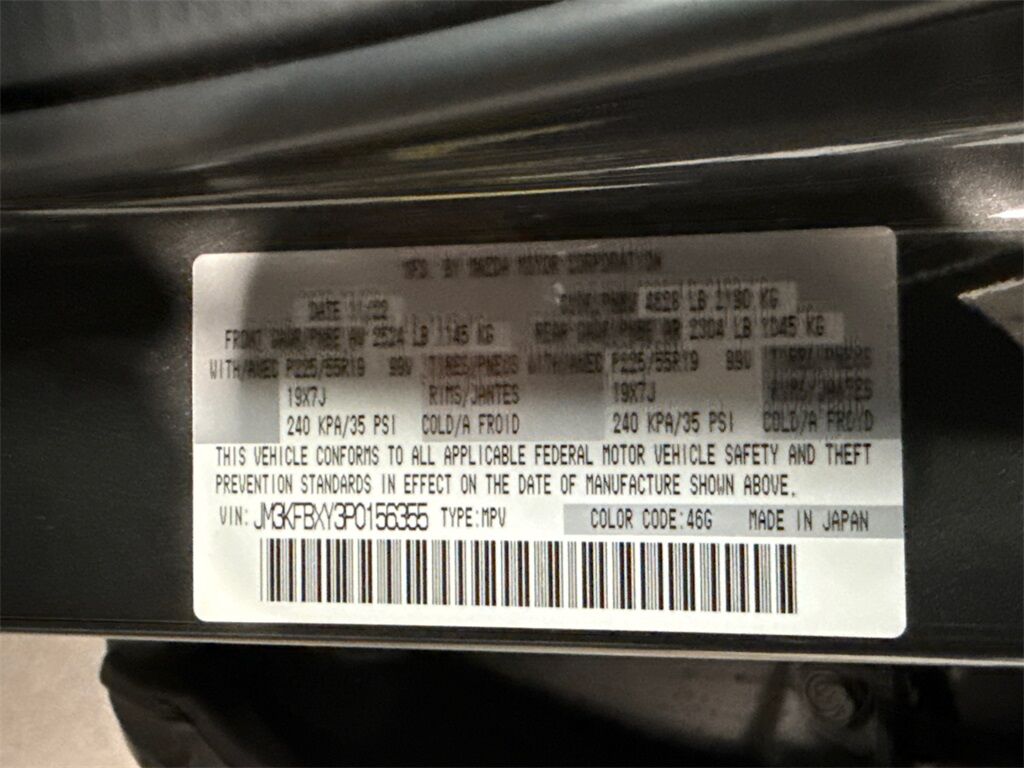 MFD. BY MAZDA MOTOR CORPORATION
DATE 11/22 GVWR/PNBV 4828 LB 2190 KG
FRONT GAWR/PNBE AV 2524 LB 1145 KG REAR GAWR/PNBE AR 2304 LB 1045 KG
WITH/AVEC P225/55R19 99V TIRES/PNEUS WITH/AVEC P225/55R19 99V TIRES/PNEUS
19X7J RIMS/JANTES 19X7J RIMS/JANTES
240 KPA/35 PSI COLD/A FROID 240 KPA/35 PSI COLD/A FROID
THIS VEHICLE CONFORMS TO ALL APPLICABLE FEDERAL MOTOR VEHICLE SAFETY AND THEFT
PREVENTION STANDARDS IN EFFECT ON THE DATE OF MANUFACTURE SHOWN ABOVE.
VIN: JM3KFBXY3P0156355 TYPE:MPV COLOR CODE:46G MADE IN JAPAN